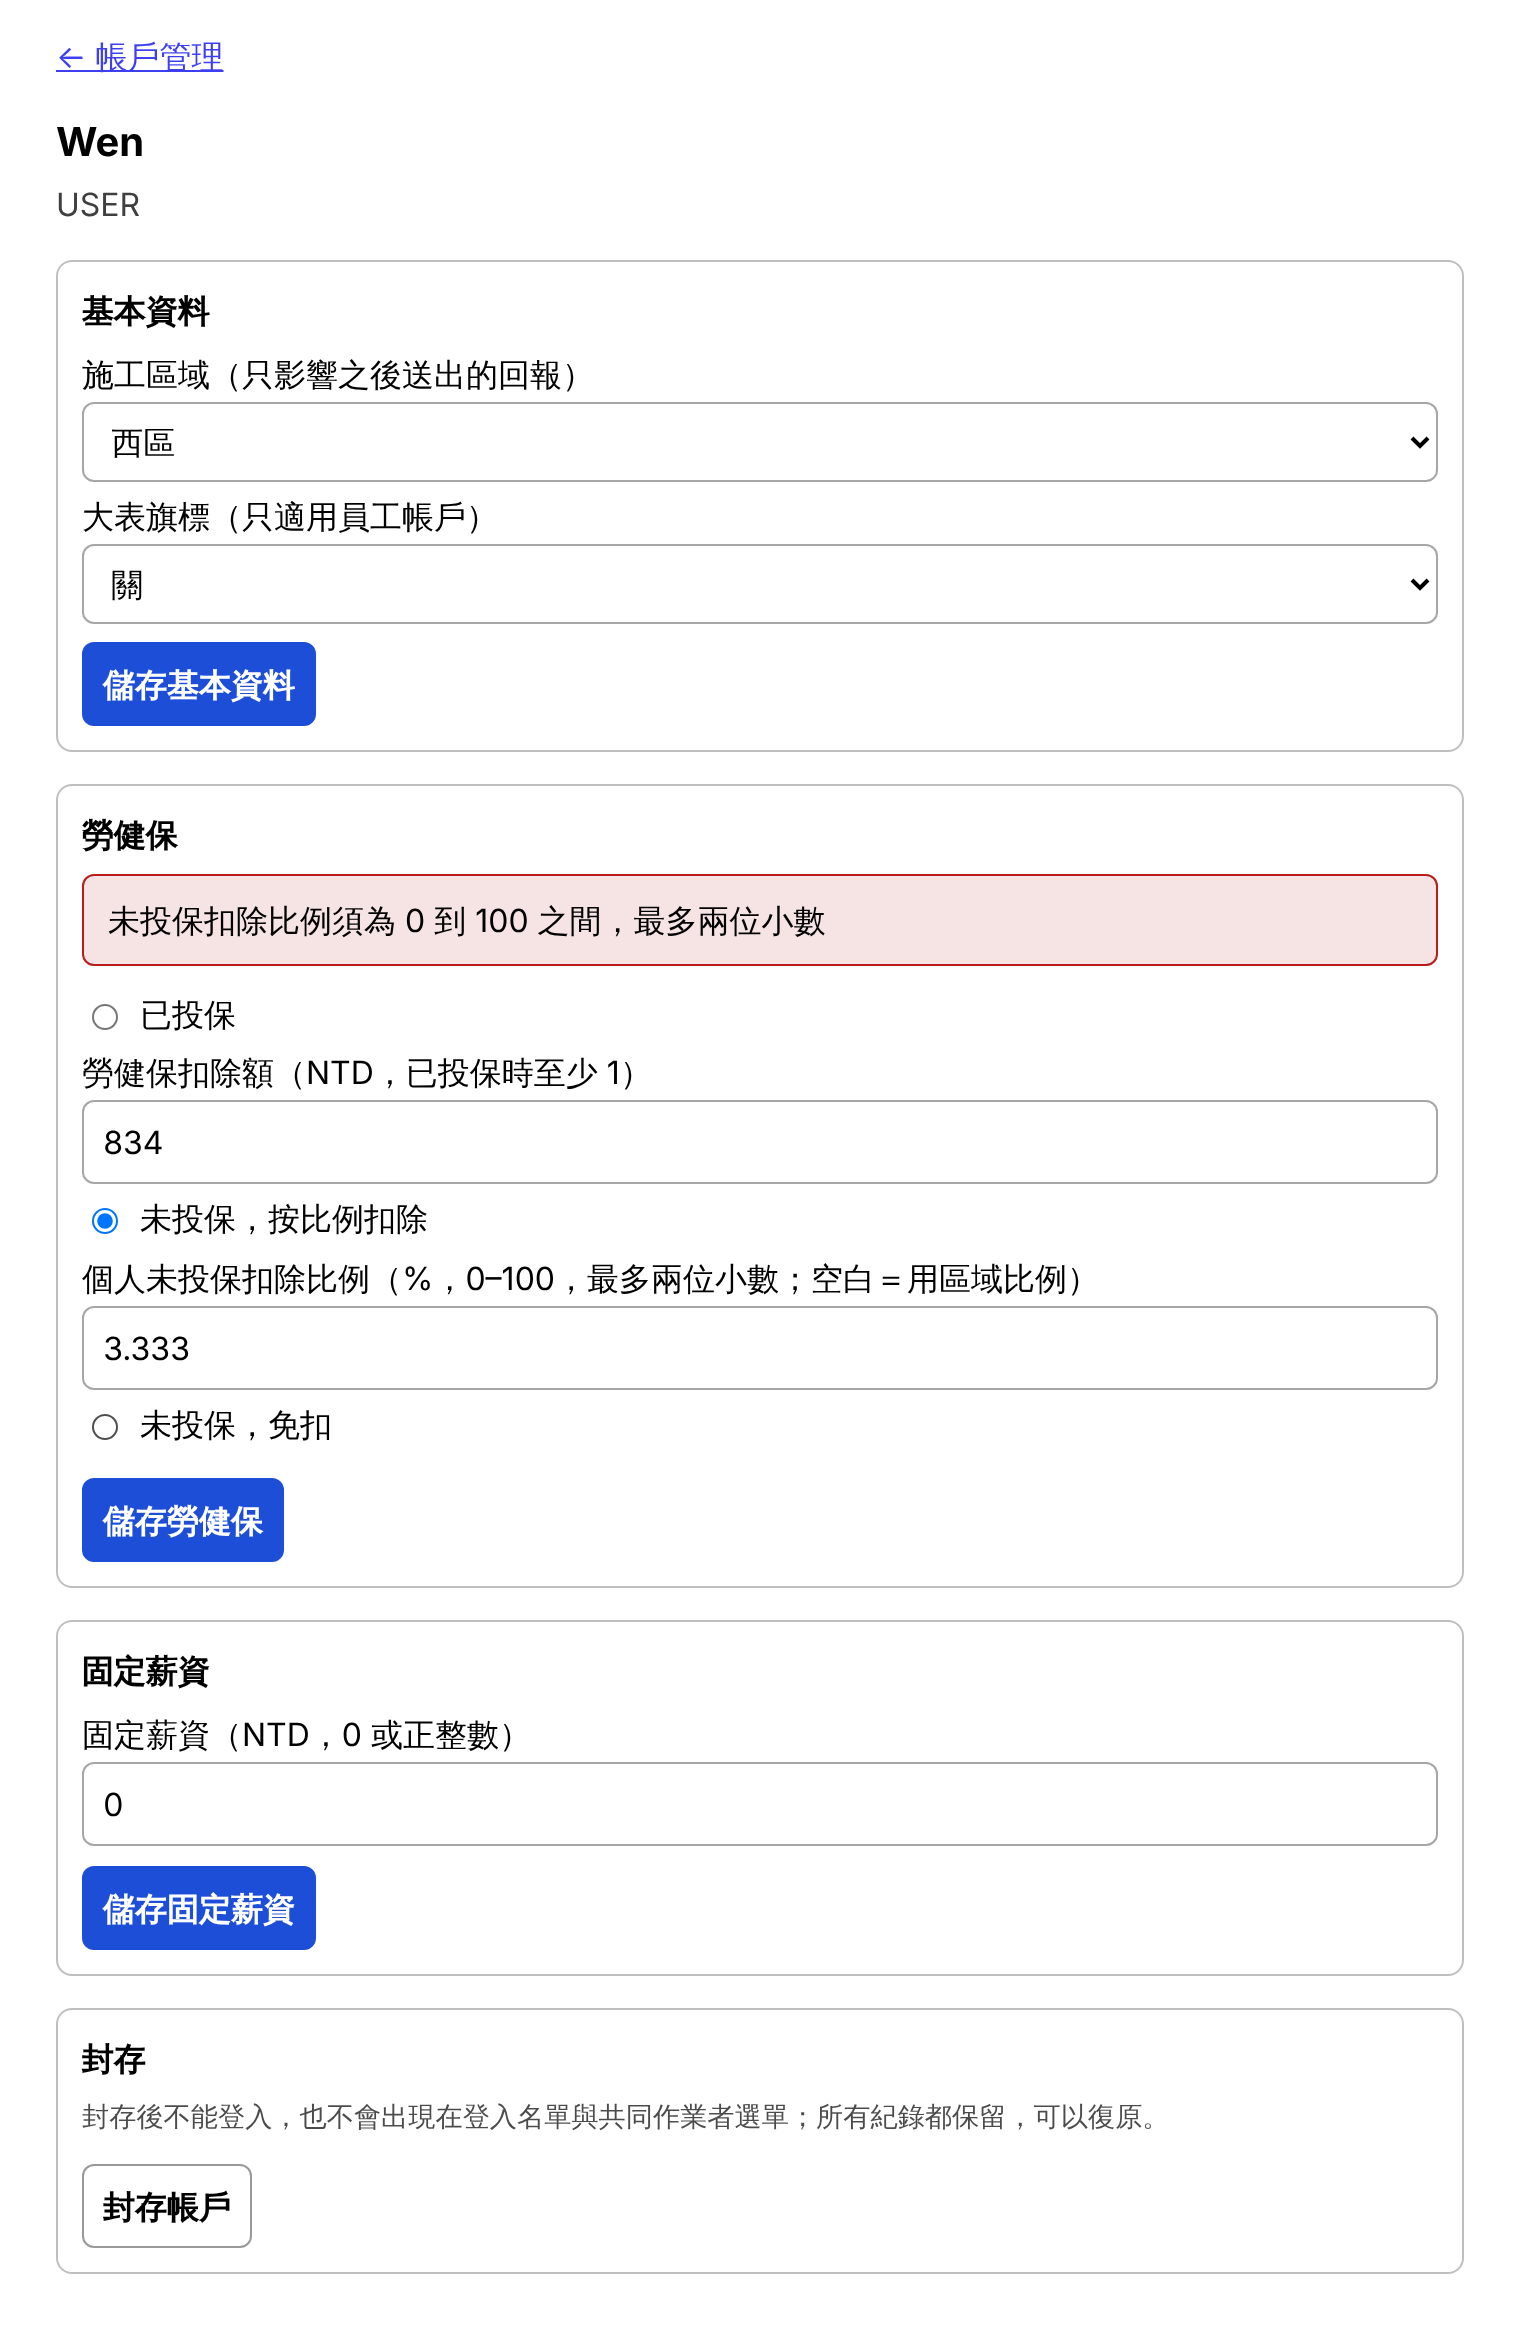 ← 帳戶管理
Wen
USER
基本資料
施工區域（只影響之後送出的回報）
西區
大表旗標（只適用員工帳戶）
關
儲存基本資料
勞健保
未投保扣除比例須為 0 到 100 之間，最多兩位小數
已投保
勞健保扣除額（NTD，已投保時至少 1）
834
未投保，按比例扣除
個人未投保扣除比例（%，0–100，最多兩位小數；空白＝用區域比例）
3.333
未投保，免扣
儲存勞健保
固定薪資
固定薪資（NTD，0 或正整數）
0
儲存固定薪資
封存
封存後不能登入，也不會出現在登入名單與共同作業者選單；所有紀錄都保留，可以復原。
封存帳戶